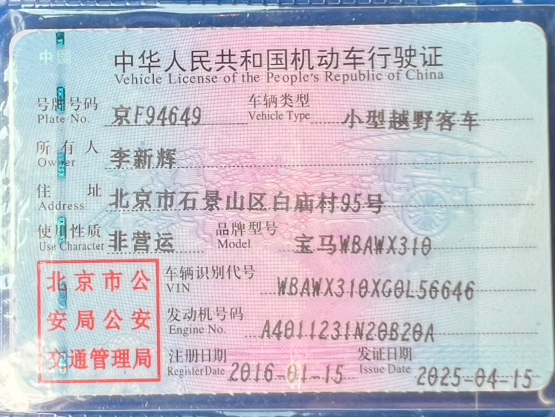 中华人民共和国机动车行驶证
Vehicle License of the People's Republic of China
号牌号码 京F94649 车辆类型 小型越野客车
Plate No. Vehicle Type
所有人 李新辉
Owner
住址 北京市石景山区白庙村95号
Address
使用性质 非营运 品牌型号 宝马WBAWX310
Use Character Model
北京市公
安局公安
交通管理局
车辆识别代号 WBAWX310XG0L56646
VIN
发动机号码 A4011231N20B20A
Engine No.
注册日期 2016-01-15 发证日期 2025-04-15
Register Date Issue Date